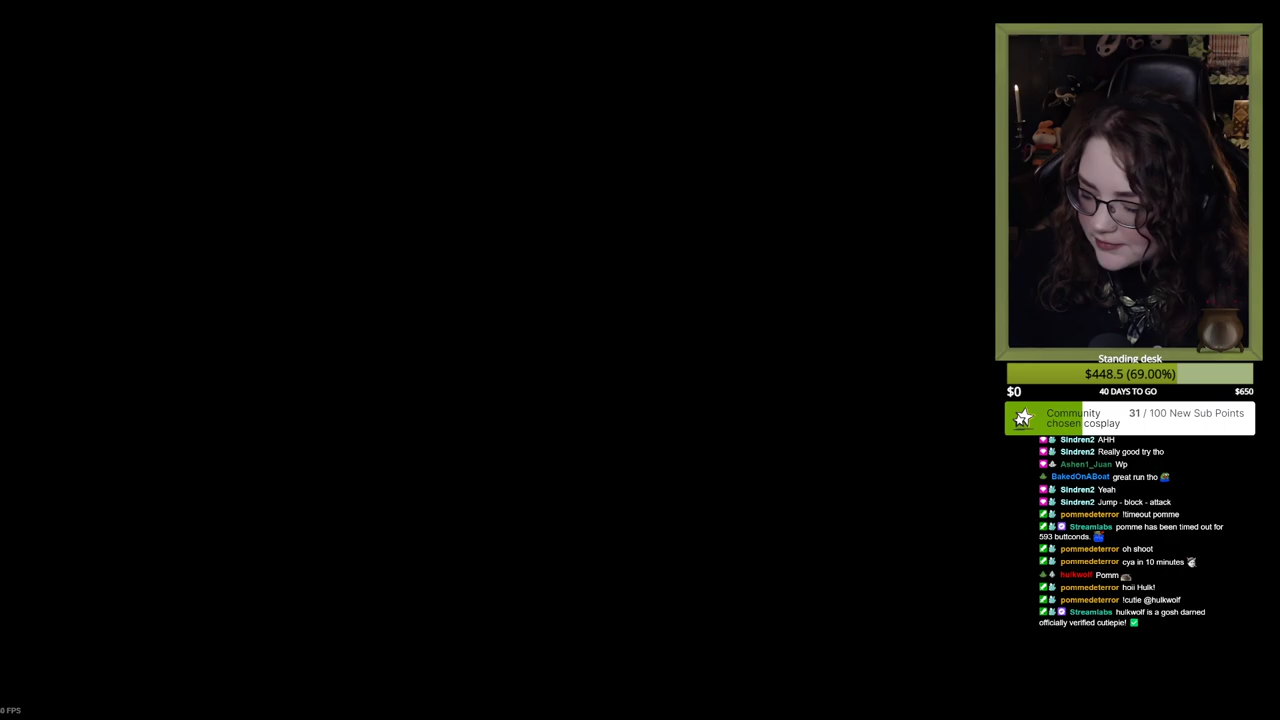 Standing desk
$448.5 (69.00%)
$0 40 DAYS TO GO $650
Community 31 / 100 New Sub Points
chosen cosplay
Sindren2 AHH
Sindren2 Really good try tho
Ashen1_Juan Wp
BakedOnABoat great run tho
Sindren2 Yeah
Sindren2 Jump - block - attack
pommedeterror !timeout pomme
Streamlabs pomme has been timed out for
593 buttconds.
pommedeterror oh shoot
pommedeterror cya in 10 minutes
hulkwolf Pomm
pommedeterror hoii Hulk!
pommedeterror !cutie @hulkwolf
Streamlabs hulkwolf is a gosh darned
officially verified cutiepie!
0 FPS